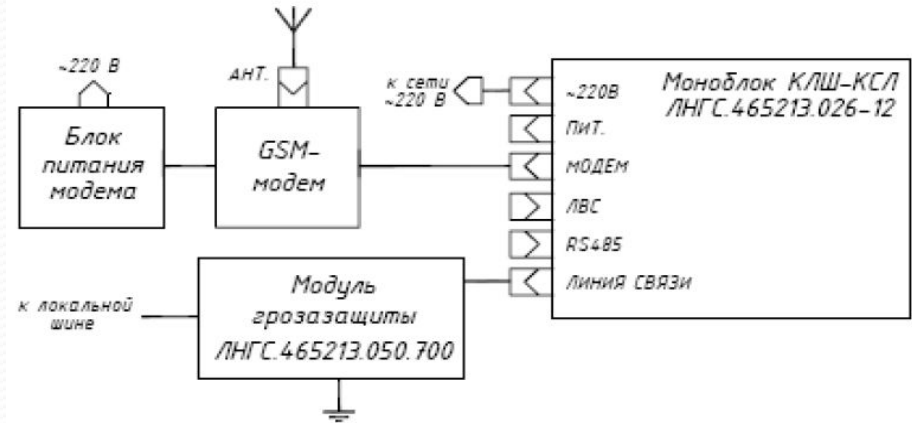 ~220 В
Блок
питания
модема
АНТ.
GSM-
модем
к сети
~220 В
Моноблок КЛШ-КСЛ
ЛНГС.465213.026-12
~220В
ПИТ.
МОДЕМ
ЛВС
RS485
ЛИНИЯ СВЯЗИ
к локальной
шине
Модуль
грозазащиты
ЛНГС.465213.050.700